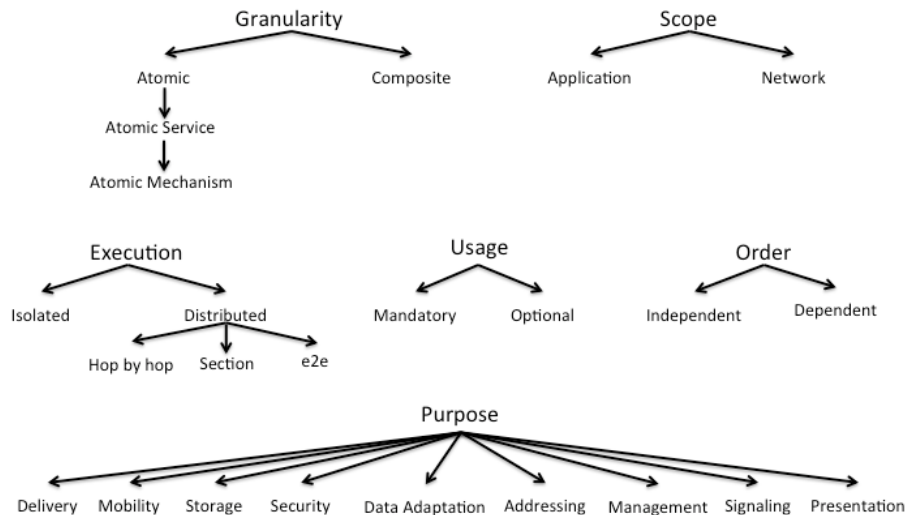 Granularity
Scope
Atomic
Composite
Application
Network
Atomic Service
Atomic Mechanism
Execution
Usage
Order
Isolated
Distributed
Mandatory
Optional
Independent
Dependent
Hop by hop
Section
e2e
Purpose
Delivery
Mobility
Storage
Security
Data Adaptation
Addressing
Management
Signaling
Presentation